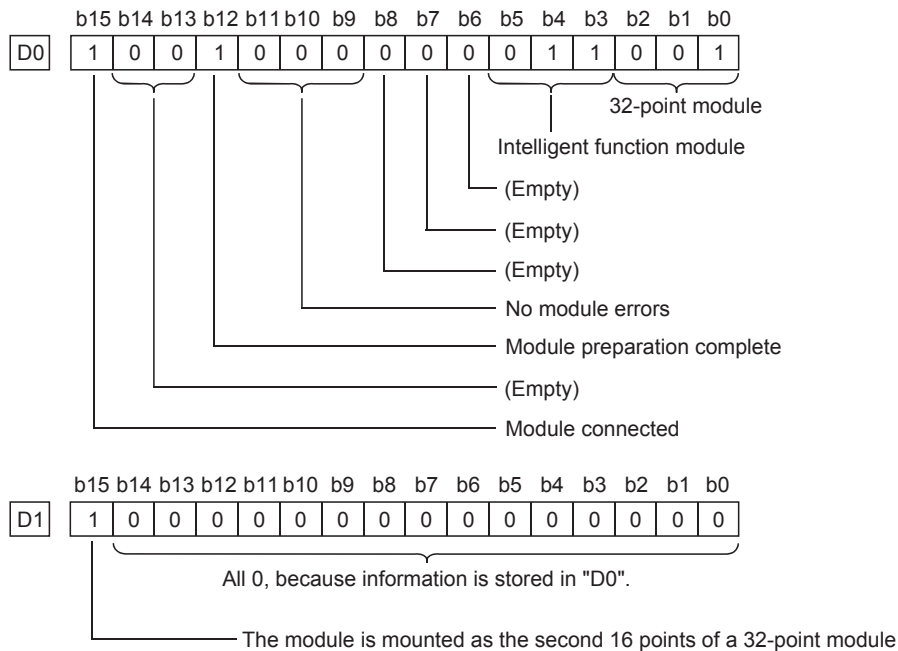 b15 b14 b13 b12 b11 b10 b9 b8 b7 b6 b5 b4 b3 b2 b1 b0
D0 1 0 0 1 0 0 0 0 0 0 0 1 1 0 0 1
32-point module
Intelligent function module
(Empty)
(Empty)
(Empty)
No module errors
Module preparation complete
(Empty)
Module connected
b15 b14 b13 b12 b11 b10 b9 b8 b7 b6 b5 b4 b3 b2 b1 b0
D1 1 0 0 0 0 0 0 0 0 0 0 0 0 0 0 0
All 0, because information is stored in "D0".
The module is mounted as the second 16 points of a 32-point module